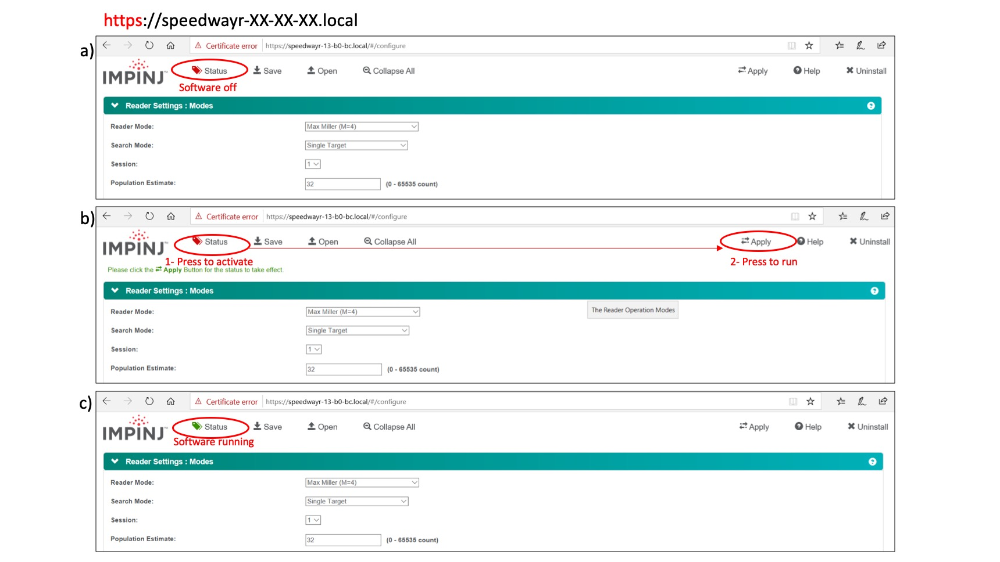 https://speedwayr-XX-XX-XX.local
a)
Certificate error https://speedwayr-13-b0-bc.local/#/configure
IMPINJ™ Status Save Open Collapse All Apply Help Uninstall
Software off
Reader Settings : Modes ?
Reader Mode: Max Miller (M=4)
Search Mode: Single Target
Session: 1
Population Estimate: 32 (0 - 65535 count)
b)
Certificate error https://speedwayr-13-b0-bc.local/#/configure
IMPINJ™ Status Save Open Collapse All Apply Help Uninstall
1- Press to activate 2- Press to run
Please click the Apply Button for the status to take effect.
Reader Settings : Modes ?
Reader Mode: Max Miller (M=4) The Reader Operation Modes
Search Mode: Single Target
Session: 1
Population Estimate: 32 (0 - 65535 count)
c)
Certificate error https://speedwayr-13-b0-bc.local/#/configure
IMPINJ™ Status Save Open Collapse All Apply Help Uninstall
Software running
Reader Settings : Modes ?
Reader Mode: Max Miller (M=4)
Search Mode: Single Target
Session: 1
Population Estimate: 32 (0 - 65535 count)